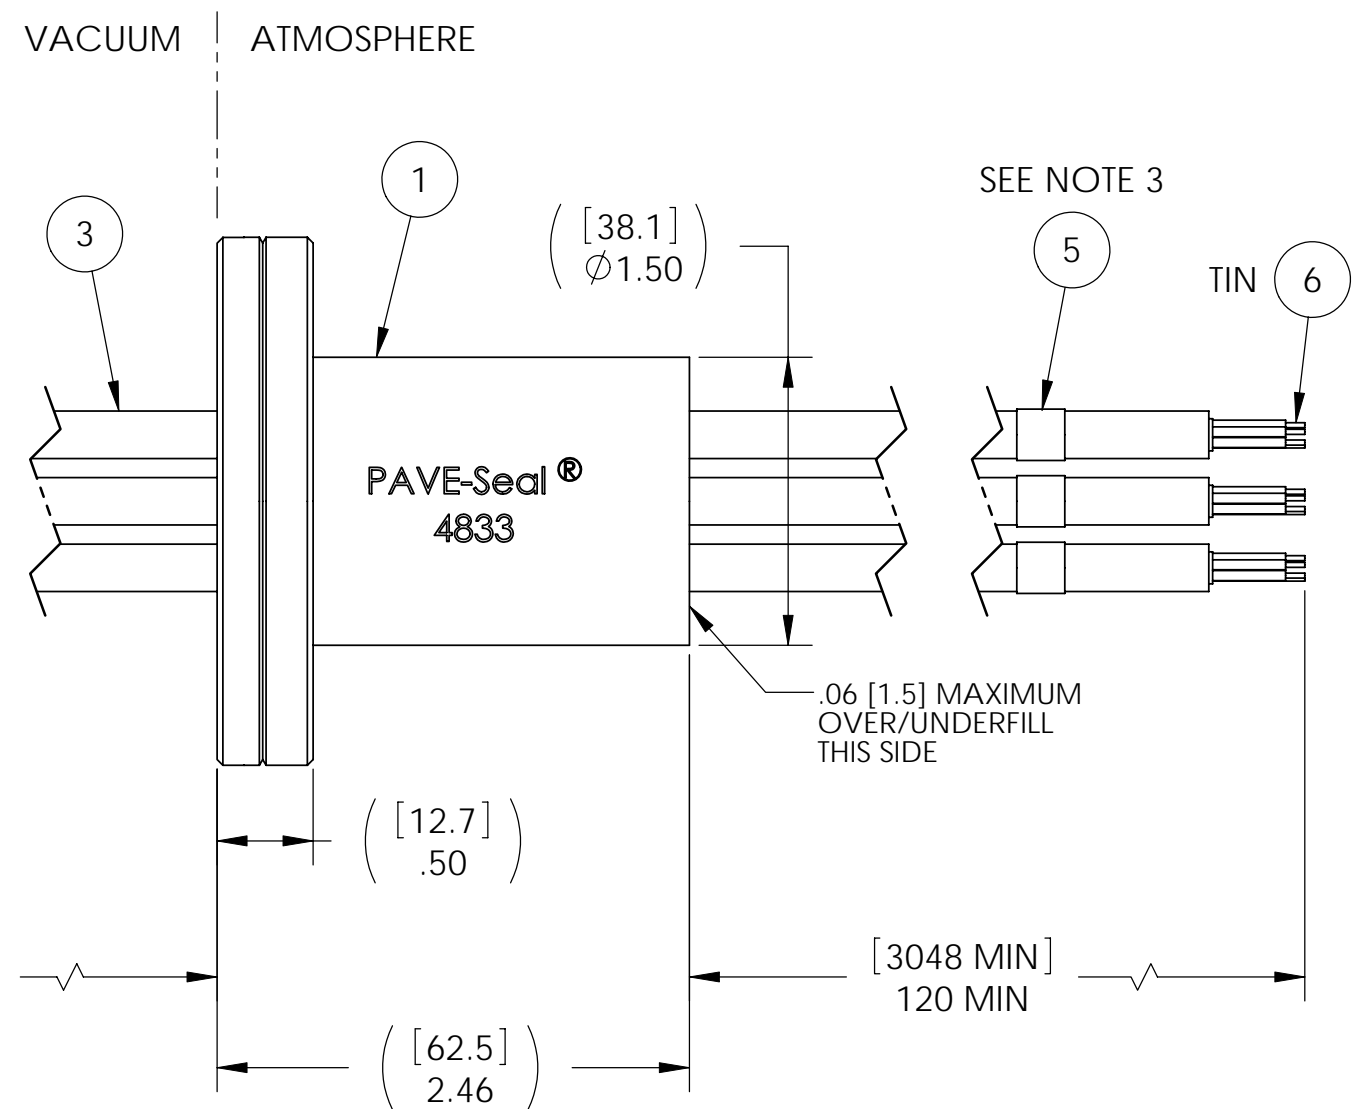 VACUUM
ATMOSPHERE
1
3
SEE NOTE 3
5
TIN
6
([38.1]
∅1.50)
PAVE-Seal®
4833
.06 [1.5] MAXIMUM
OVER/UNDERFILL
THIS SIDE
([12.7]
.50)
[3048 MIN]
120 MIN
([62.5]
2.46)